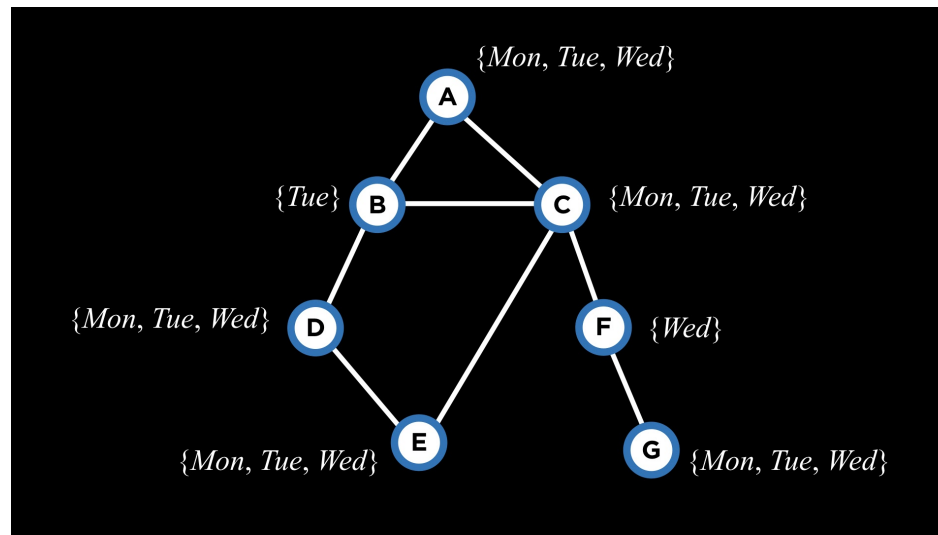 {Mon, Tue, Wed}
A
{Tue} B C {Mon, Tue, Wed}
{Mon, Tue, Wed} D F {Wed}
E
{Mon, Tue, Wed} G {Mon, Tue, Wed}